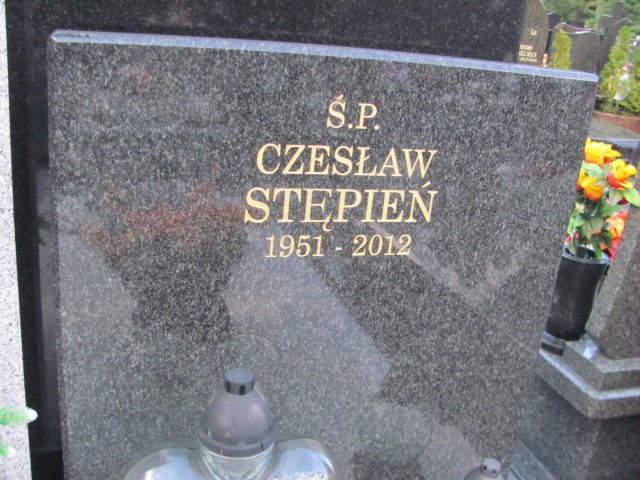 Ś.P.
CZESŁAW
STĘPIEŃ
1951 - 2012